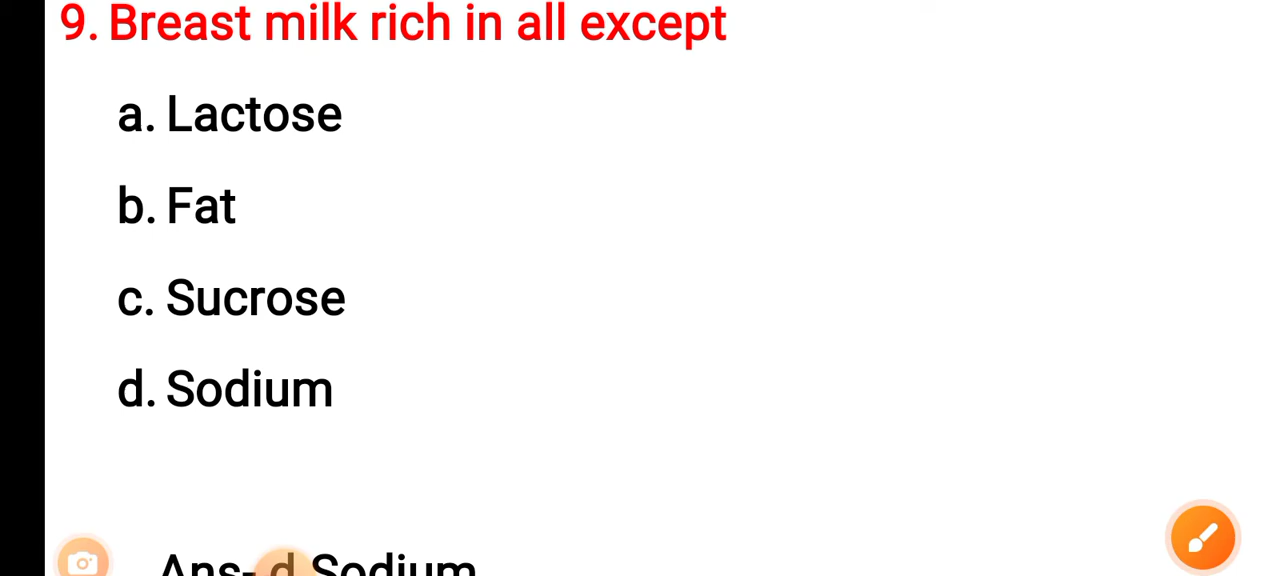 9. Breast milk rich in all except
a. Lactose
b. Fat
c. Sucrose
d. Sodium
Ans- d Sodium